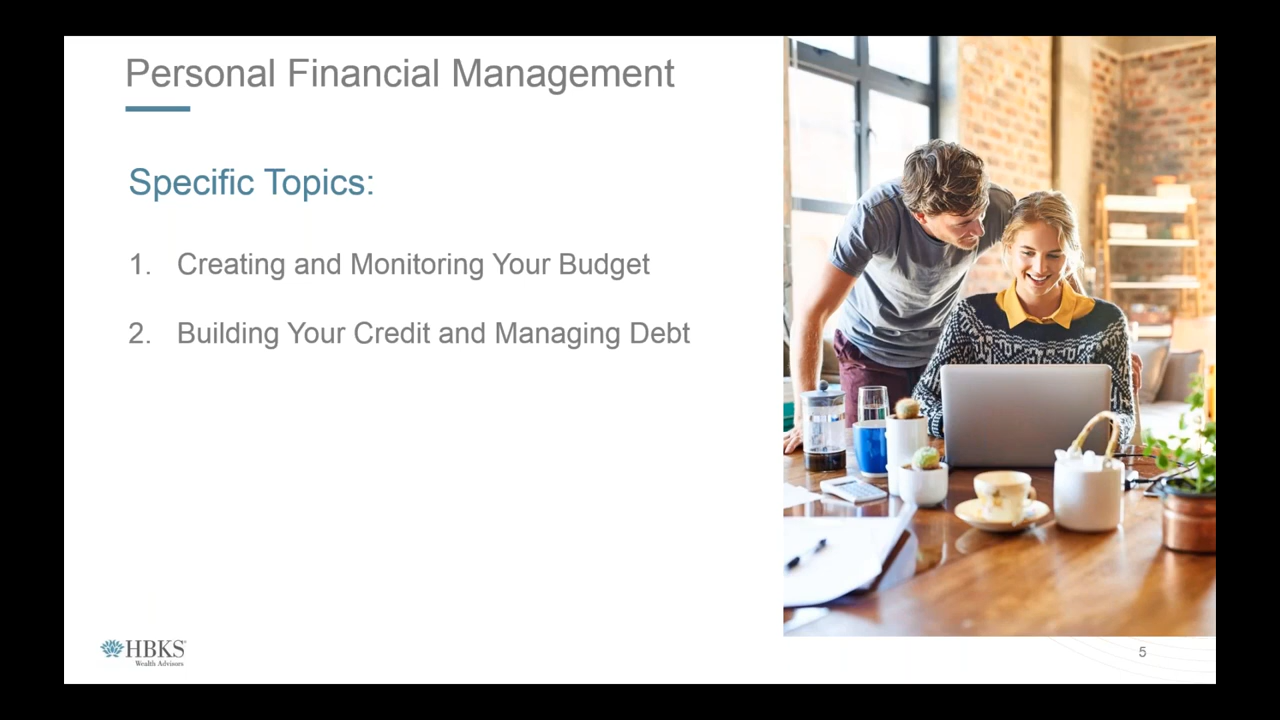 Personal Financial Management
Specific Topics:
1. Creating and Monitoring Your Budget
2. Building Your Credit and Managing Debt
HBKS®
Wealth Advisors
5